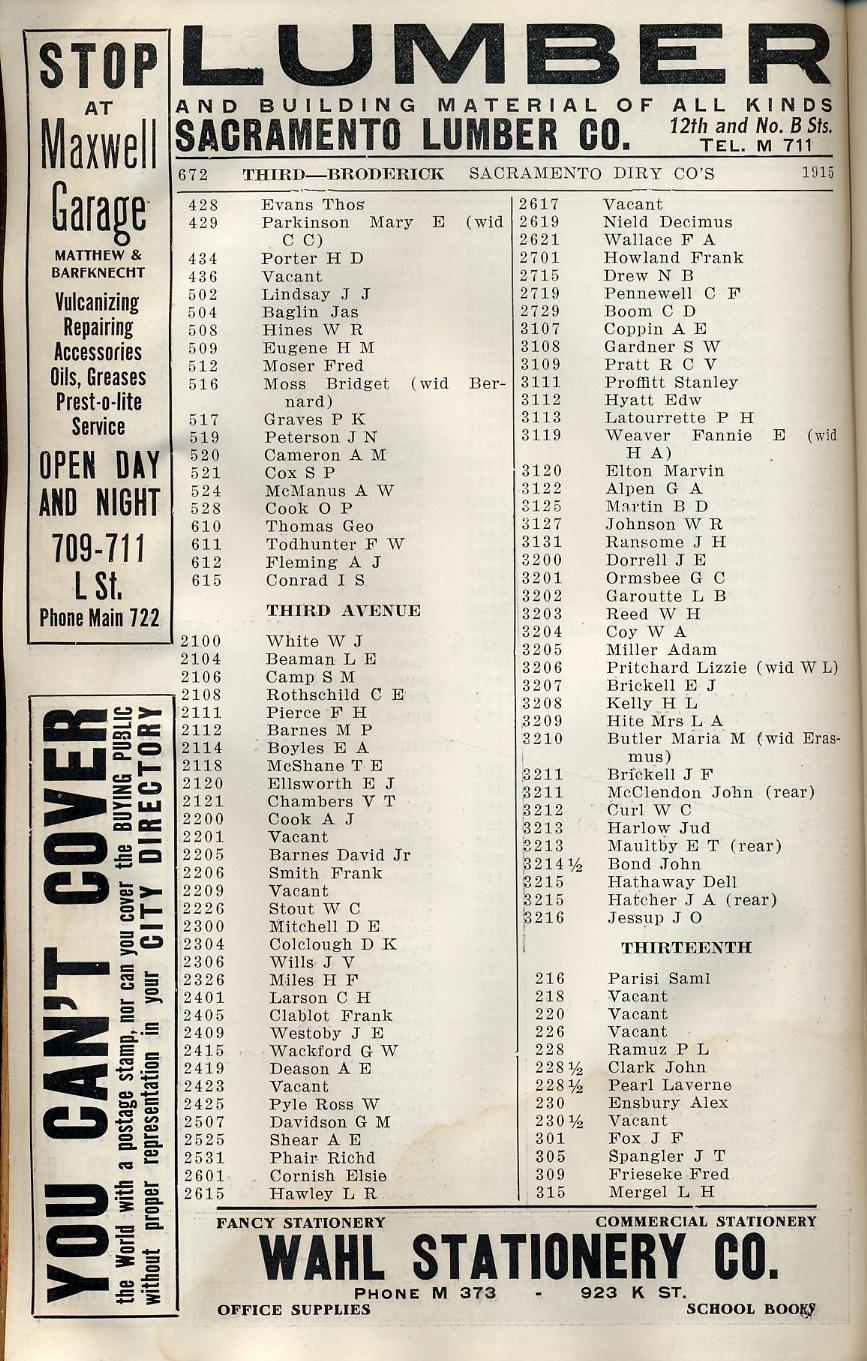 LUMBER
AND BUILDING MATERIAL OF ALL KINDS
SACRAMENTO LUMBER CO. 12th and No. B Sts.
TEL. M 711
STOP
AT
Maxwell
Garage
MATTHEW &
BARFKNECHT
Vulcanizing
Repairing
Accessories
Oils, Greases
Prest-o-lite
Service
OPEN DAY
AND NIGHT
709-711
L St.
Phone Main 722
YOU CAN'T COVER
the World with a postage stamp, nor can you cover the BUYING PUBLIC
without proper representation in your CITY DIRECTORY
672 THIRD—BRODERICK SACRAMENTO DIRY CO'S 1915
428 Evans Thos
429 Parkinson Mary E (wid
C C)
434 Porter H D
436 Vacant
502 Lindsay J J
504 Baglin Jas
508 Hines W R
509 Eugene H M
512 Moser Fred
516 Moss Bridget (wid Ber-
nard)
517 Graves P K
519 Peterson J N
520 Cameron A M
521 Cox S P
524 McManus A W
528 Cook O P
610 Thomas Geo
611 Todhunter F W
612 Fleming A J
615 Conrad I S
THIRD AVENUE
2100 White W J
2104 Beaman L E
2106 Camp S M
2108 Rothschild C E
2111 Pierce F H
2112 Barnes M P
2114 Boyles E A
2118 McShane T E
2120 Ellsworth E J
2121 Chambers V T
2200 Cook A J
2201 Vacant
2205 Barnes David Jr
2206 Smith Frank
2209 Vacant
2226 Stout W C
2300 Mitchell D E
2304 Colclough D K
2306 Wills J V
2326 Miles H F
2401 Larson C H
2405 Clablot Frank
2409 Westoby J E
2415 Wackford G W
2419 Deason A E
2423 Vacant
2425 Pyle Ross W
2507 Davidson G M
2525 Shear A E
2531 Phair Richd
2601 Cornish Elsie
2615 Hawley L R
2617 Vacant
2619 Nield Decimus
2621 Wallace F A
2701 Howland Frank
2715 Drew N B
2719 Pennewell C F
2729 Boom C D
3107 Coppin A E
3108 Gardner S W
3109 Pratt R C V
3111 Proffitt Stanley
3112 Hyatt Edw
3113 Latourrette P H
3119 Weaver Fannie E (wid
H A)
3120 Elton Marvin
3122 Alpen G A
3125 Martin B D
3127 Johnson W R
3131 Ransome J H
3200 Dorrell J E
3201 Ormsbee G C
3202 Garoutte L B
3203 Reed W H
3204 Coy W A
3205 Miller Adam
3206 Pritchard Lizzie (wid W L)
3207 Brickell E J
3208 Kelly H L
3209 Hite Mrs L A
3210 Butler Maria M (wid Eras-
mus)
3211 Brickell J F
3211 McClendon John (rear)
3212 Curl W C
3213 Harlow Jud
3213 Maultby E T (rear)
3214½ Bond John
3215 Hathaway Dell
3215 Hatcher J A (rear)
3216 Jessup J O
THIRTEENTH
216 Parisi Saml
218 Vacant
220 Vacant
226 Vacant
228 Ramuz P L
228½ Clark John
228½ Pearl Laverne
230 Ensbury Alex
230½ Vacant
301 Fox J F
305 Spangler J T
309 Frieseke Fred
315 Mergel L H
FANCY STATIONERY COMMERCIAL STATIONERY
WAHL STATIONERY CO.
PHONE M 373 - 923 K ST.
OFFICE SUPPLIES SCHOOL BOOKS